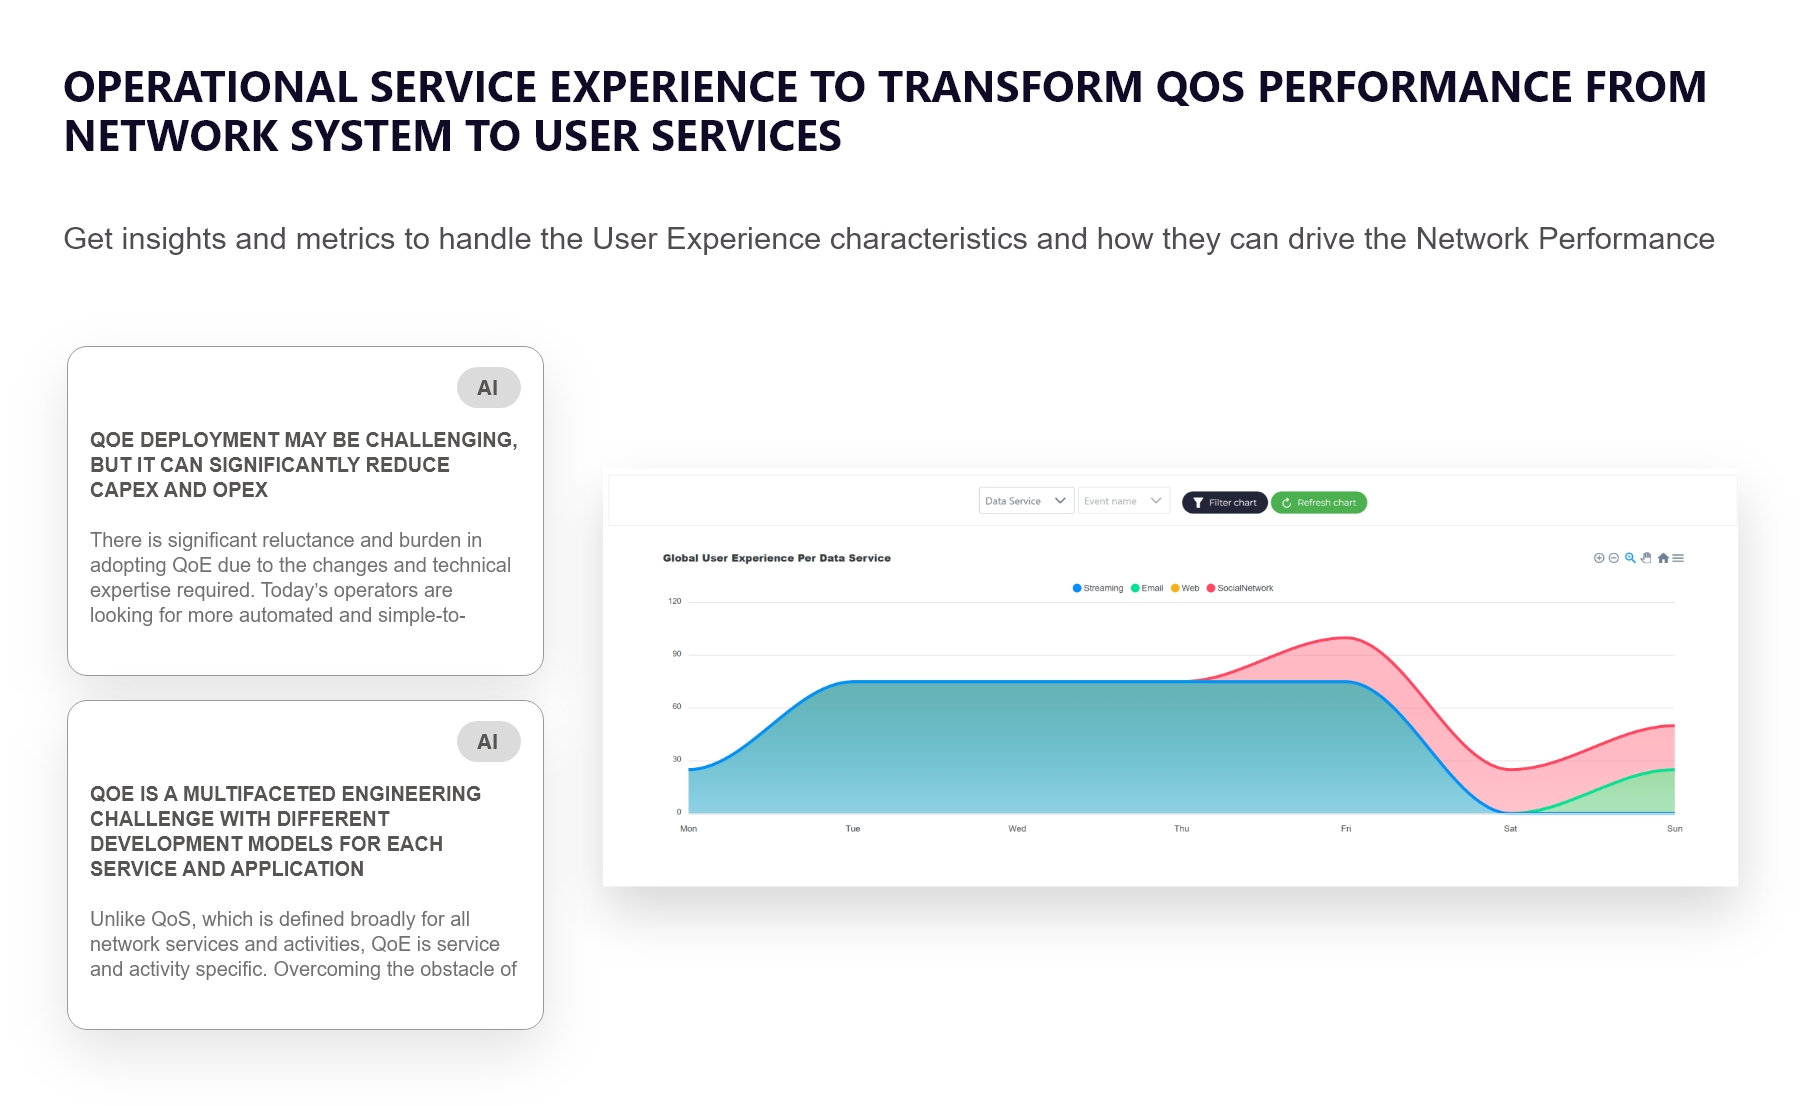 OPERATIONAL SERVICE EXPERIENCE TO TRANSFORM QOS PERFORMANCE FROM
NETWORK SYSTEM TO USER SERVICES
Get insights and metrics to handle the User Experience characteristics and how they can drive the Network Performance
AI
QOE DEPLOYMENT MAY BE CHALLENGING,
BUT IT CAN SIGNIFICANTLY REDUCE
CAPEX AND OPEX
There is significant reluctance and burden in
adopting QoE due to the changes and technical
expertise required. Today's operators are
looking for more automated and simple-to-
AI
QOE IS A MULTIFACETED ENGINEERING
CHALLENGE WITH DIFFERENT
DEVELOPMENT MODELS FOR EACH
SERVICE AND APPLICATION
Unlike QoS, which is defined broadly for all
network services and activities, QoE is service
and activity specific. Overcoming the obstacle of
Data Service Event name Filter chart Refresh chart
Global User Experience Per Data Service
Streaming Email Web SocialNetwork
120
90
60
30
0
Mon Tue Wed Thu Fri Sat Sun